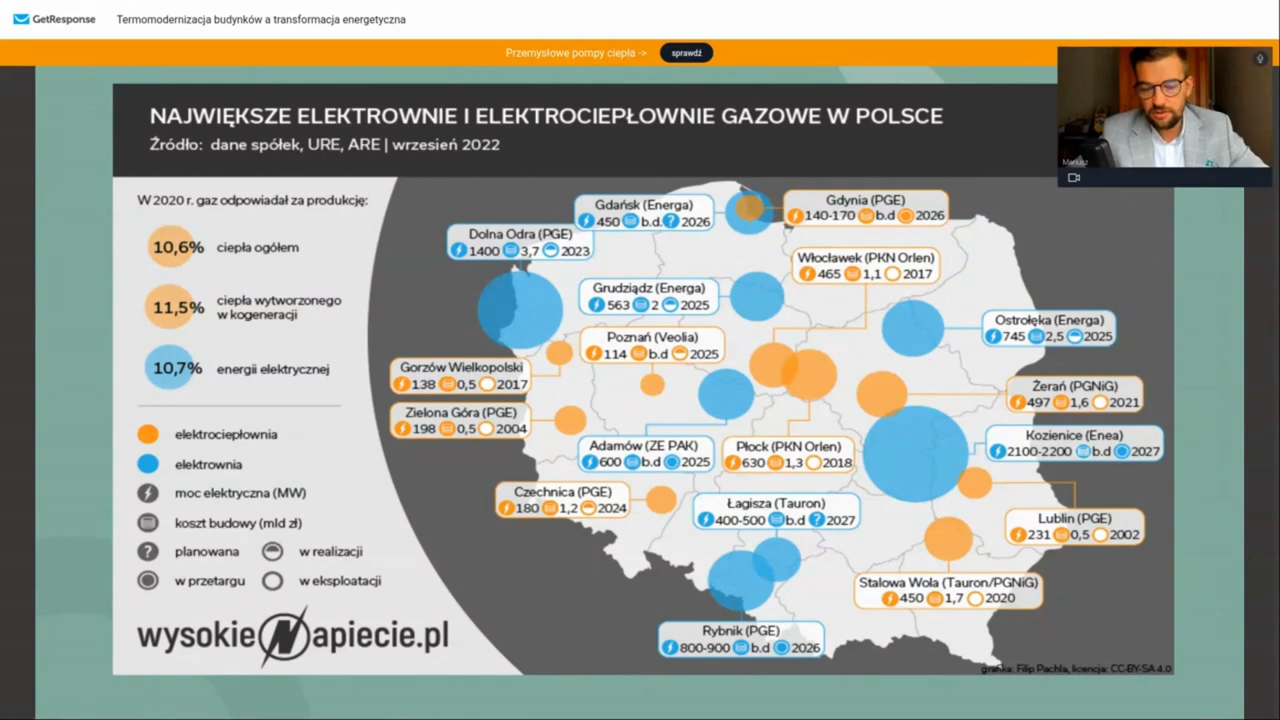 GetResponse
Termomodernizacja budynków a transformacja energetyczna
Przemysłowe pompy ciepła ->
sprawdź
Mariusz
NAJWIĘKSZE ELEKTROWNIE I ELEKTROCIEPŁOWNIE GAZOWE W POLSCE
Źródło: dane spółek, URE, ARE | wrzesień 2022
W 2020 r. gaz odpowiadał za produkcję:
10,6% ciepła ogółem
11,5% ciepła wytworzonego
w kogeneracji
10,7% energii elektrycznej
elektrociepłownia
elektrownia
moc elektryczna (MW)
koszt budowy (mld zł)
? planowana
w realizacji
w przetargu
w eksploatacji
wysokieNapiecie.pl
Gdańsk (Energa)
450 b.d. ? 2026
Gdynia (PGE)
140-170 b.d 2026
Dolna Odra (PGE)
1400 3,7 2023
Włocławek (PKN Orlen)
465 1,1 2017
Grudziądz (Energa)
563 2 2025
Ostrołęka (Energa)
745 2,5 2025
Poznań (Veolia)
114 b.d 2025
Gorzów Wielkopolski
138 0,5 2017
Żerań (PGNiG)
497 1,6 2021
Zielona Góra (PGE)
198 0,5 2004
Kozienice (Enea)
2100-2200 b.d 2027
Adamów (ZE PAK)
600 b.d 2025
Płock (PKN Orlen)
630 1,3 2018
Czechnica (PGE)
180 1,2 2024
Łagisza (Tauron)
400-500 b.d ? 2027
Lublin (PGE)
231 0,5 2002
Stalowa Wola (Tauron/PGNiG)
450 1,7 2020
Rybnik (PGE)
800-900 b.d 2026
grafika: Filip Pachla, licencja: CC-BY-SA 4.0